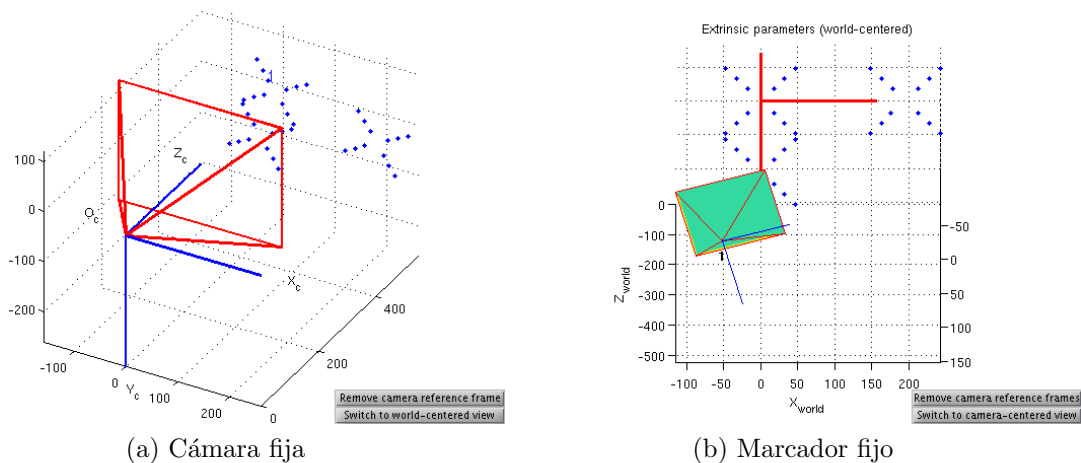 Extrinsic parameters (world-centered)
1
Z_c
100
0
-100
-200
O_c
X_c
400
200
0
-100
0
Y_c
100
200
Remove camera reference frame
Switch to world-centered view
0
-100
-200
-300
-400
-500
Z_world
-50
0
50
100
150
1
-100
-50
0
50
100
150
200
X_world
Remove camera reference frames
Switch to camera-centered view
(a) Cámara fija
(b) Marcador fijo